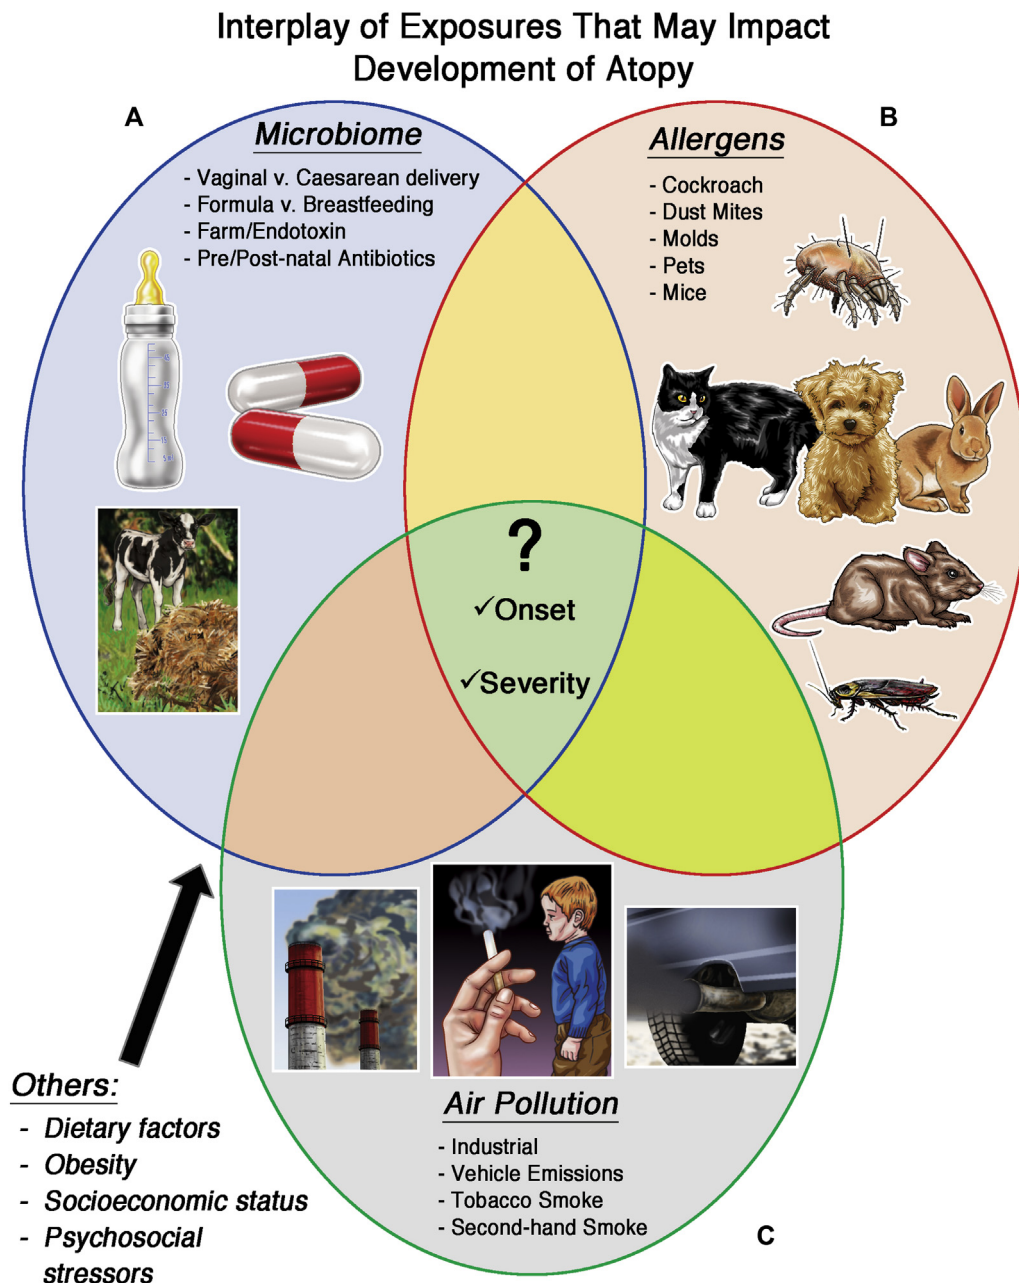 Interplay of Exposures That May Impact
Development of Atopy
A
Microbiome
- Vaginal v. Caesarean delivery
- Formula v. Breastfeeding
- Farm/Endotoxin
- Pre/Post-natal Antibiotics
B
Allergens
- Cockroach
- Dust Mites
- Molds
- Pets
- Mice
?
✓Onset
✓Severity
Air Pollution
- Industrial
- Vehicle Emissions
- Tobacco Smoke
- Second-hand Smoke
C
Others:
- Dietary factors
- Obesity
- Socioeconomic status
- Psychosocial
stressors